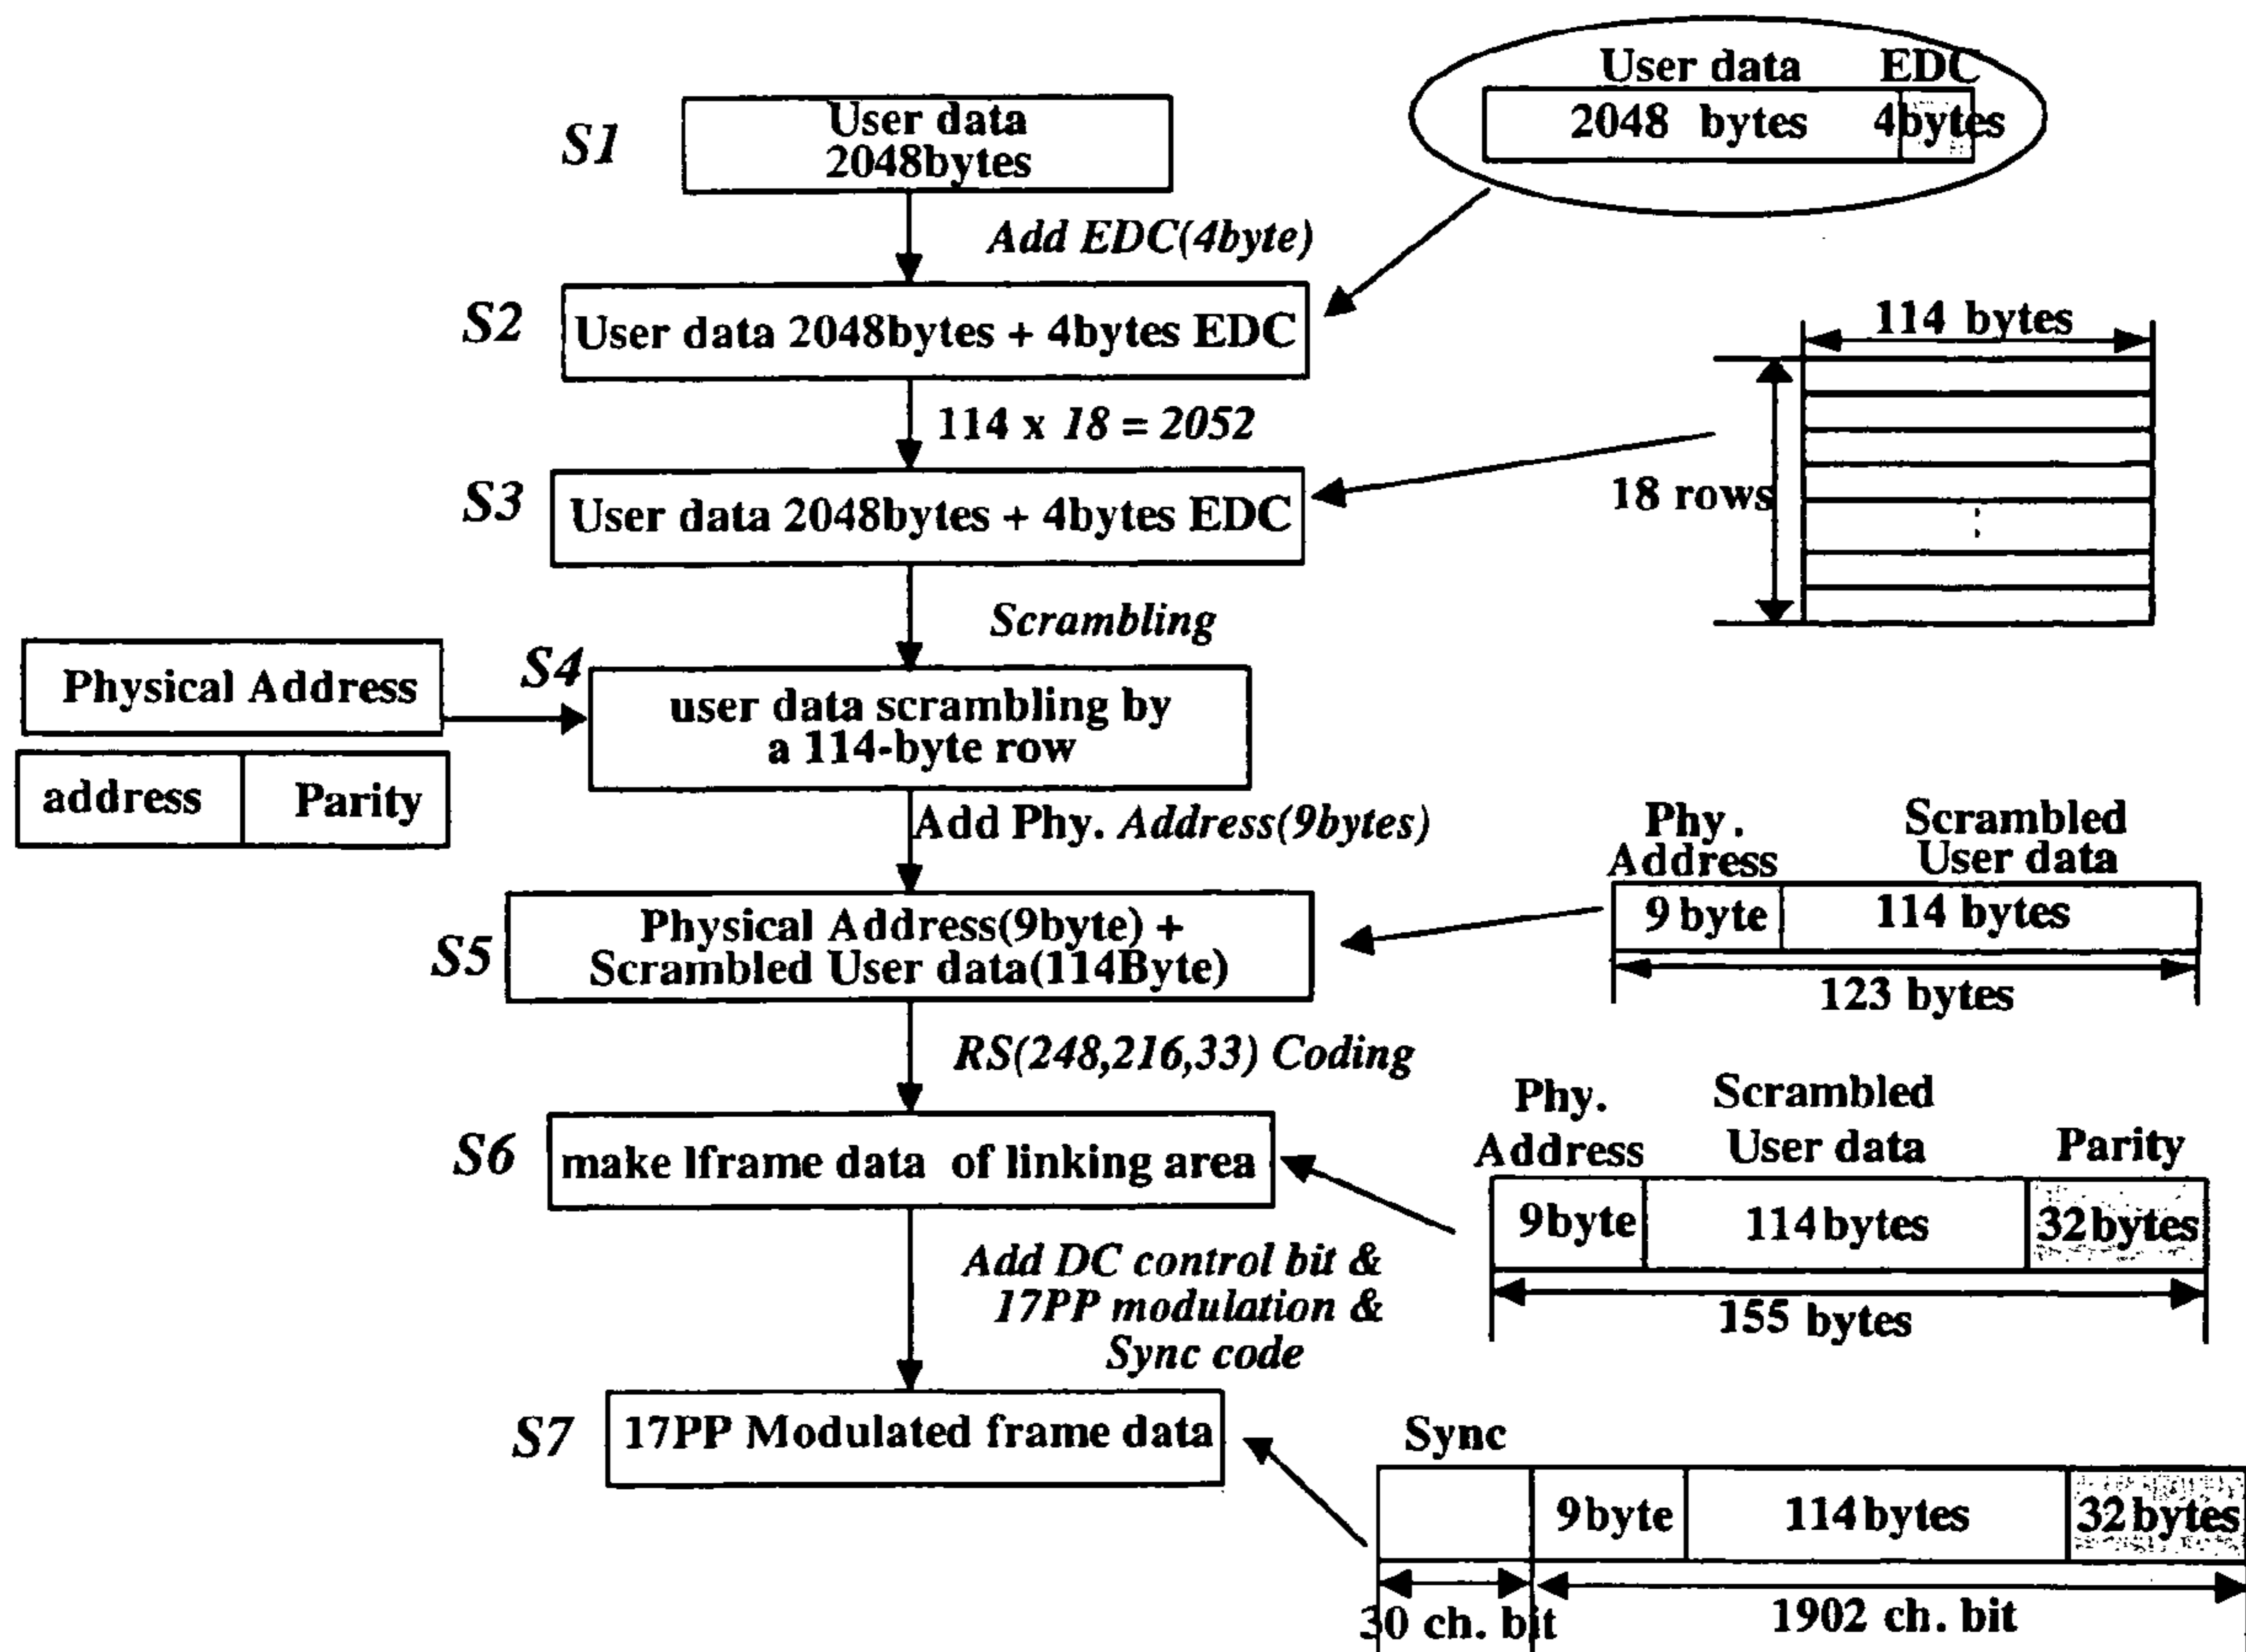 User data EDC
2048 bytes 4bytes
S1
User data
2048bytes
Add EDC(4byte)
S2
User data 2048bytes + 4bytes EDC
114 bytes
18 rows
114 x 18 = 2052
S3
User data 2048bytes + 4bytes EDC
Scrambling
Physical Address
address Parity
S4
user data scrambling by
a 114-byte row
Add Phy. Address(9bytes)
Phy. Scrambled
Address User data
9 byte 114 bytes
123 bytes
S5
Physical Address(9byte) +
Scrambled User data(114Byte)
RS(248,216,33) Coding
Phy. Scrambled
Address User data Parity
9byte 114bytes 32bytes
155 bytes
S6
make 1frame data of linking area
Add DC control bit &
17PP modulation &
Sync code
S7
17PP Modulated frame data
Sync
9byte 114bytes 32bytes
30 ch. bit 1902 ch. bit